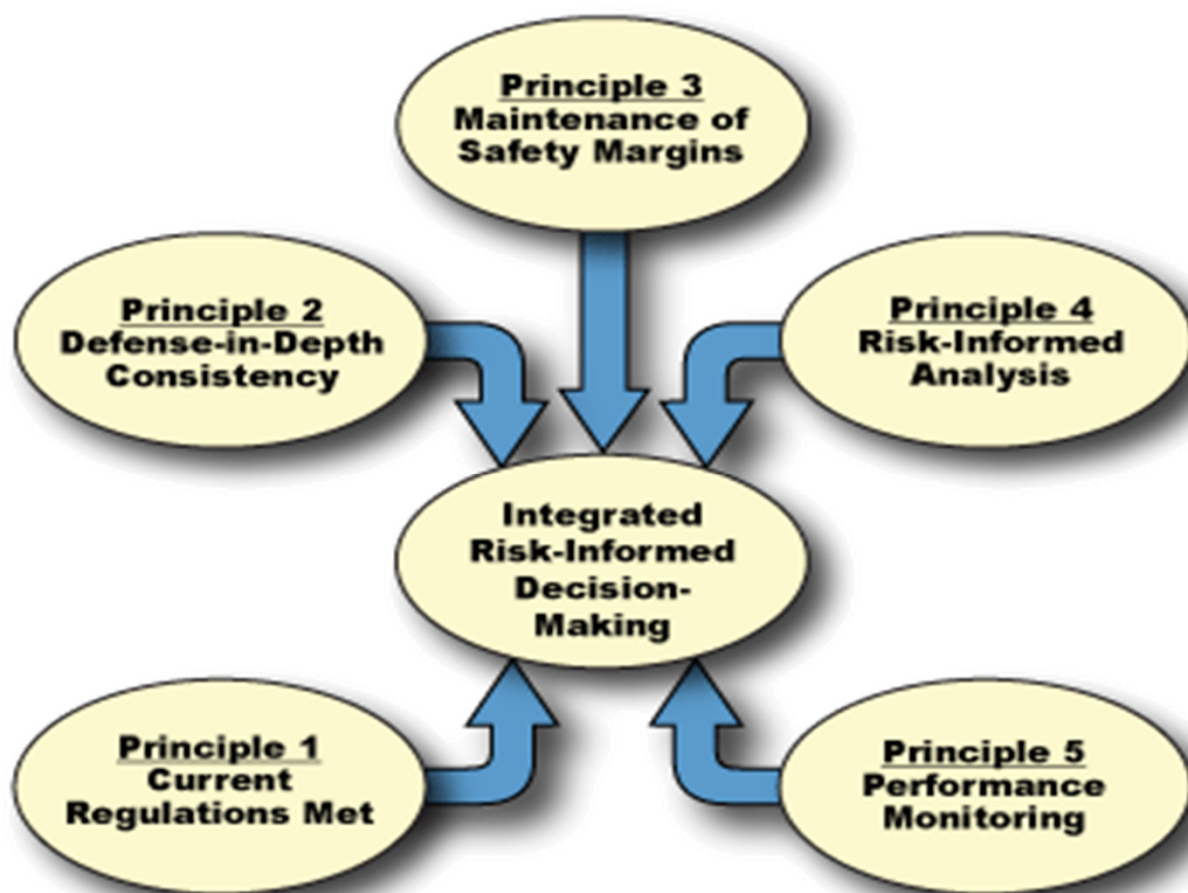 Principle 3
Maintenance of
Safety Margins
Principle 2
Defense-in-Depth
Consistency
Principle 4
Risk-Informed
Analysis
Integrated
Risk-Informed
Decision-
Making
Principle 1
Current
Regulations Met
Principle 5
Performance
Monitoring